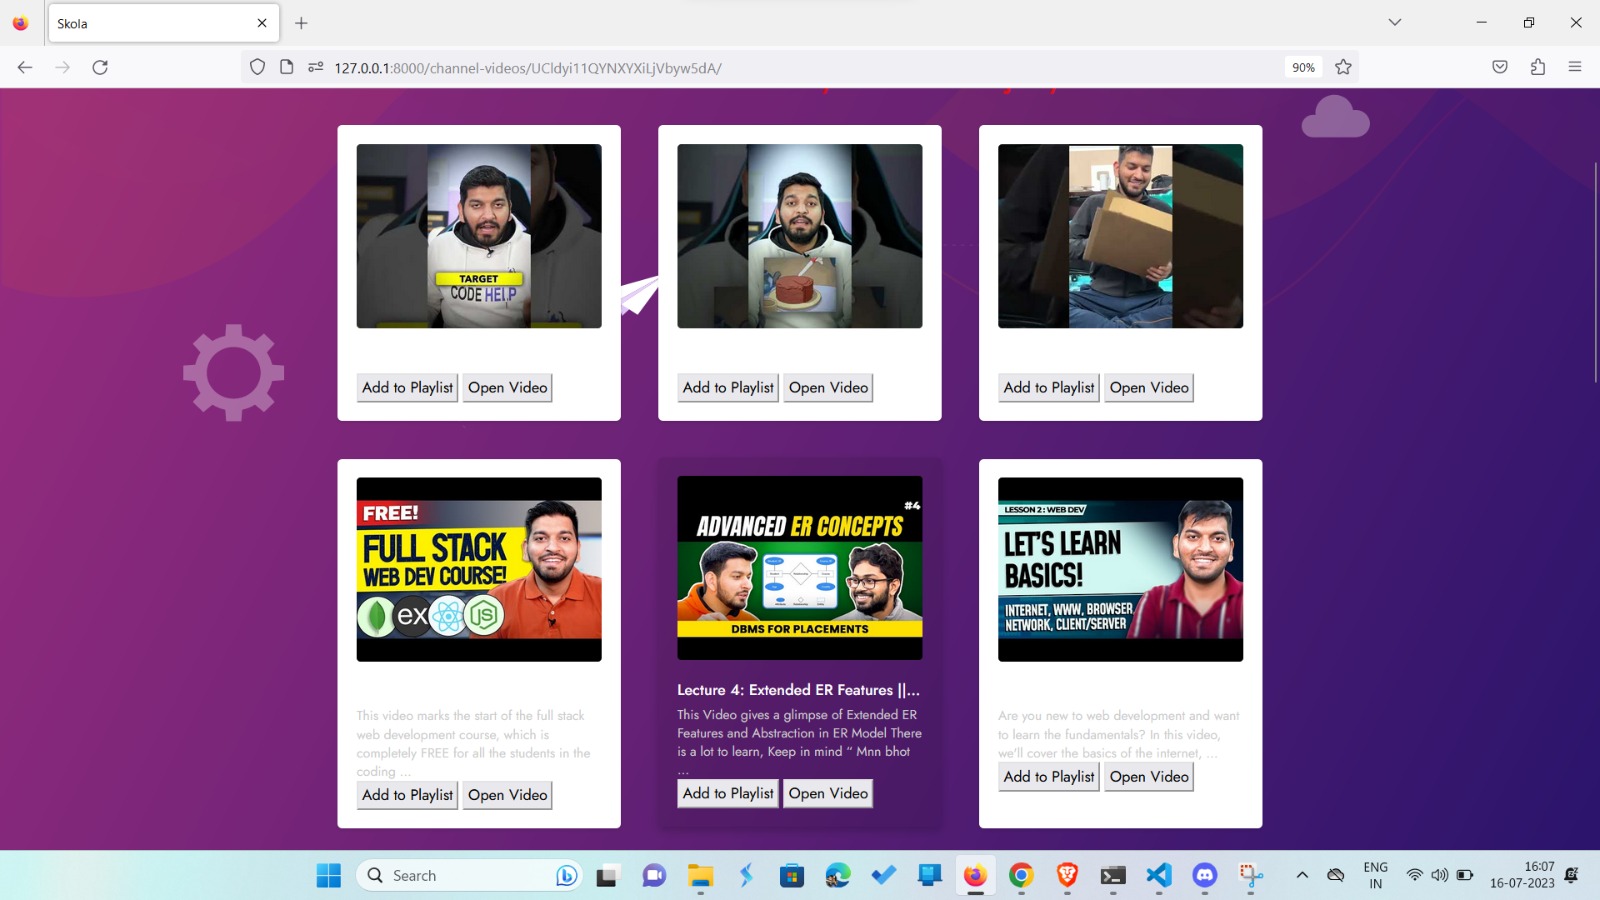 Skola
127.0.0.1:8000/channel-videos/UCldyi11QYNXYXiLjVbyw5dA/
90%
TARGET
CODE HELP
Add to Playlist
Open Video
Add to Playlist
Open Video
Add to Playlist
Open Video
FREE!
FULL STACK
WEB DEV COURSE!
ex
JS
This video marks the start of the full stack
web development course, which is
completely FREE for all the students in the
coding ...
Add to Playlist
Open Video
#4
ADVANCED ER CONCEPTS
DBMS FOR PLACEMENTS
Lecture 4: Extended ER Features ||...
This Video gives a glimpse of Extended ER
Features and Abstraction in ER Model There
is a lot to learn, Keep in mind “ Mnn bhot
...
Add to Playlist
Open Video
LESSON 2: WEB DEV
LET'S LEARN
BASICS!
INTERNET, WWW, BROWSER,
NETWORK, CLIENT/SERVER
Are you new to web development and want
to learn the fundamentals? In this video,
we'll cover the basics of the internet, ...
Add to Playlist
Open Video
Search
ENG
IN
16:07
16-07-2023